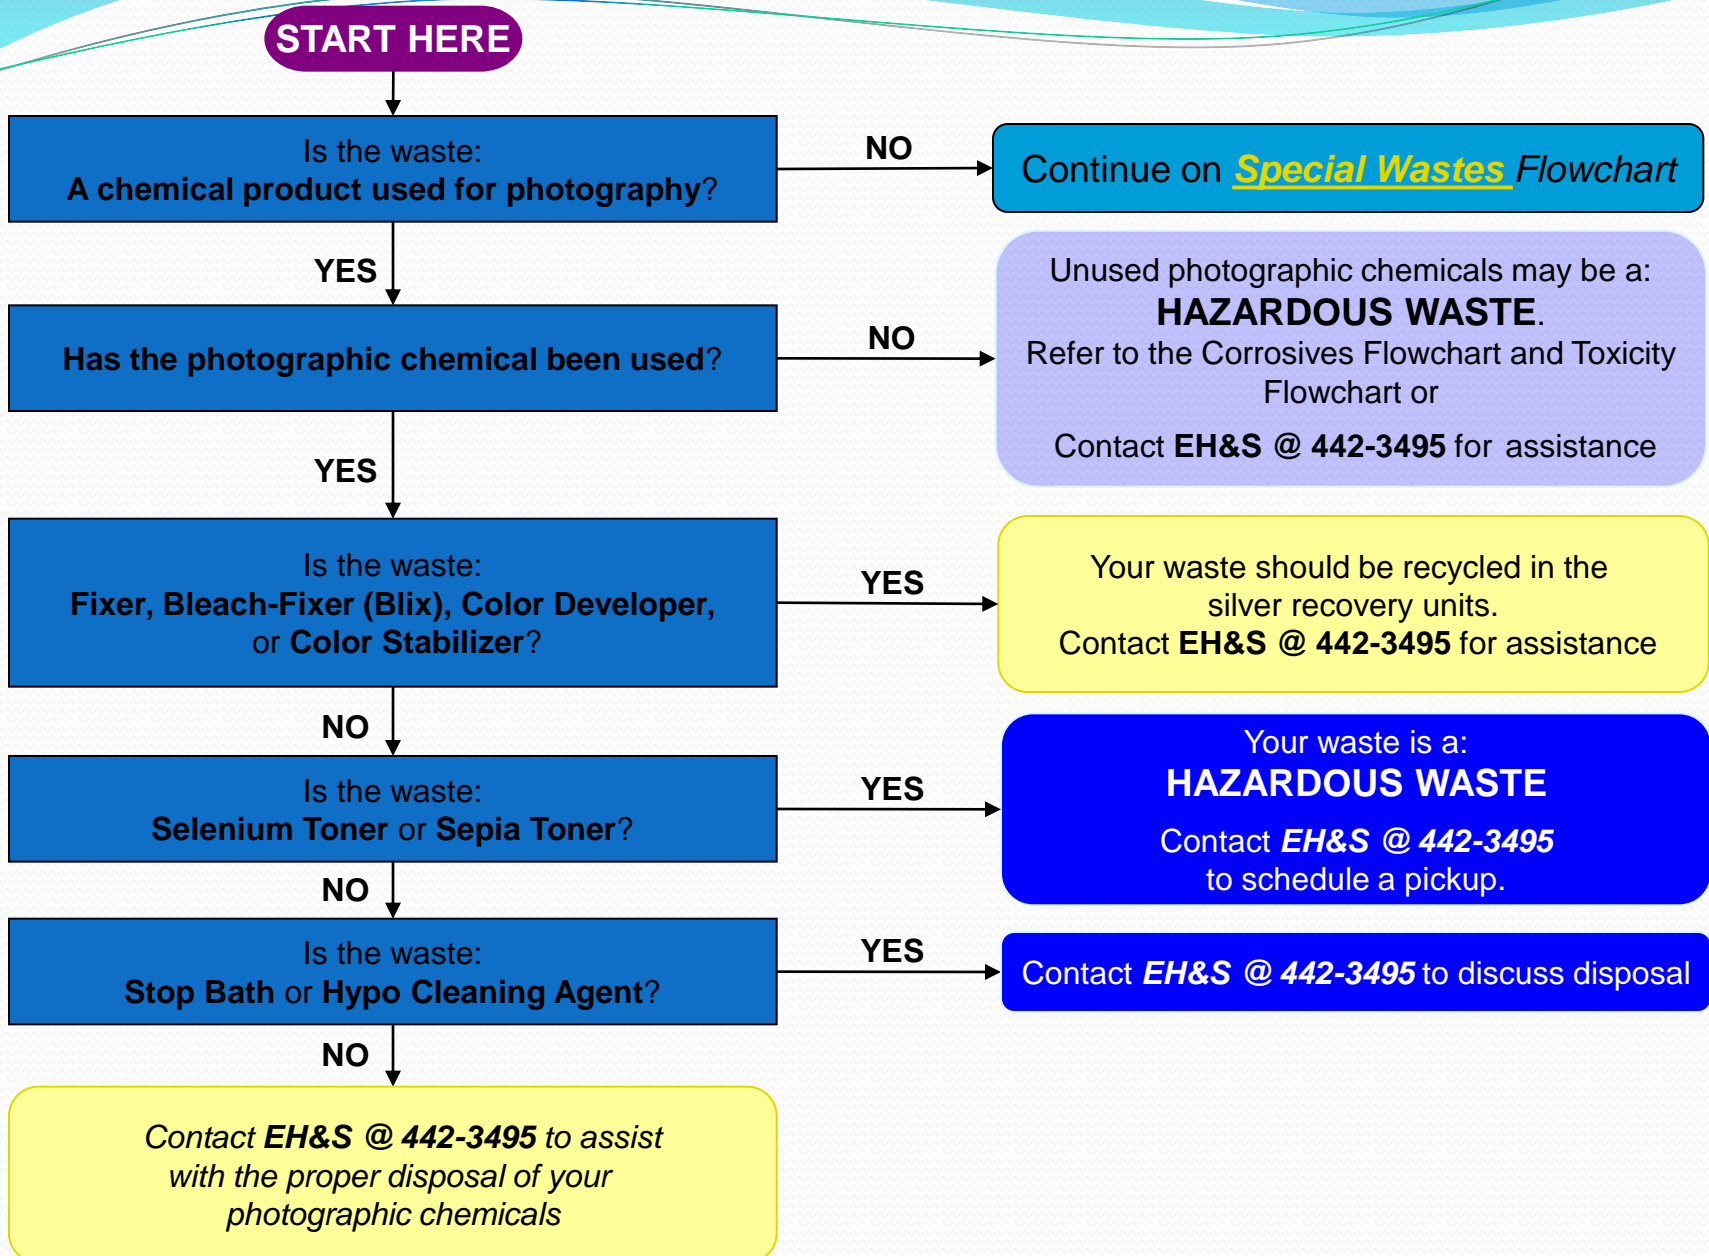 START HERE
Is the waste:
A chemical product used for photography?
NO
Continue on Special Wastes Flowchart
YES
Has the photographic chemical been used?
NO
Unused photographic chemicals may be a:
HAZARDOUS WASTE.
Refer to the Corrosives Flowchart and Toxicity
Flowchart or
Contact EH&S @ 442-3495 for assistance
YES
Is the waste:
Fixer, Bleach-Fixer (Blix), Color Developer,
or Color Stabilizer?
YES
Your waste should be recycled in the
silver recovery units.
Contact EH&S @ 442-3495 for assistance
NO
Is the waste:
Selenium Toner or Sepia Toner?
YES
Your waste is a:
HAZARDOUS WASTE
Contact EH&S @ 442-3495
to schedule a pickup.
NO
Is the waste:
Stop Bath or Hypo Cleaning Agent?
YES
Contact EH&S @ 442-3495 to discuss disposal
NO
Contact EH&S @ 442-3495 to assist
with the proper disposal of your
photographic chemicals